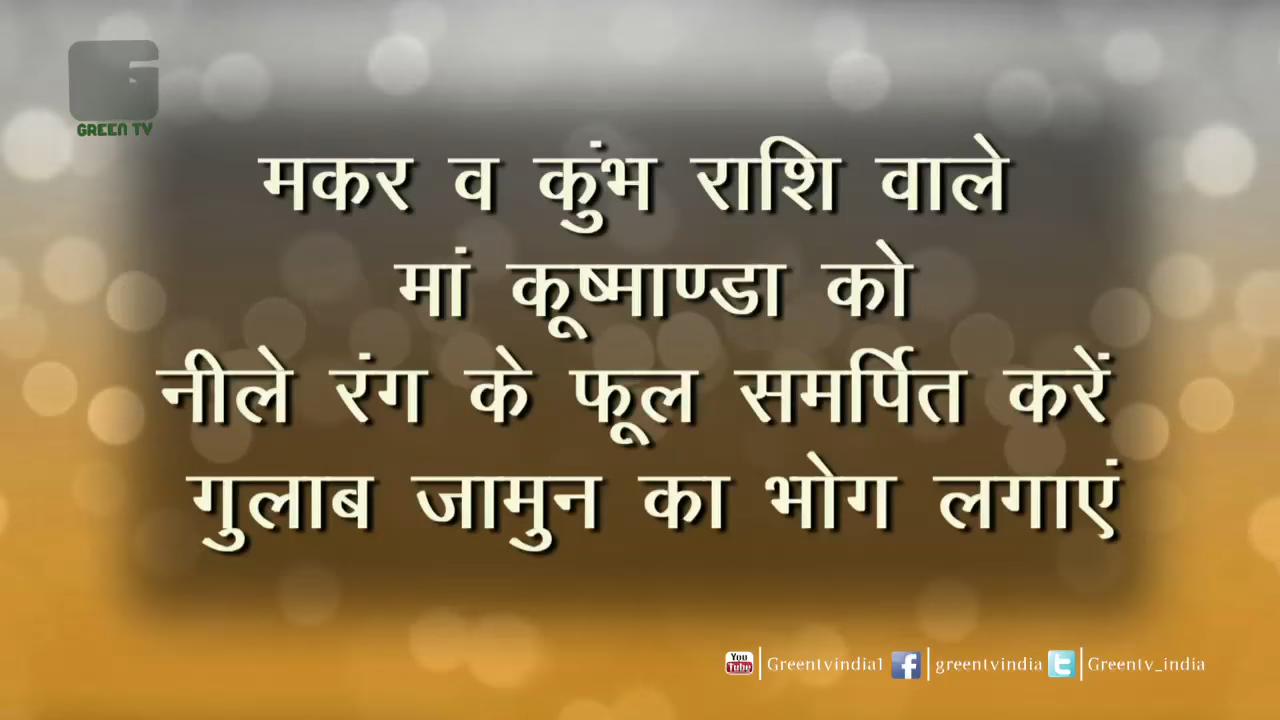 GREEN TV
मकर व कुंभ राशि वाले
मां कूष्माण्डा को
नीले रंग के फूल समर्पित करें
गुलाब जामुन का भोग लगाएं
You Tube Greentvindia1 f greentvindia t Greentv_india